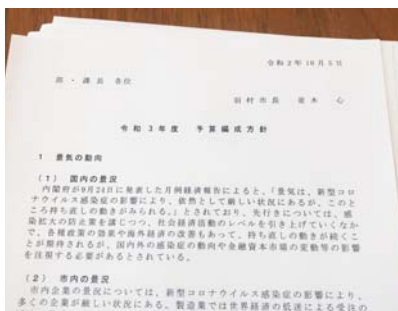 令和2年10月5日
部・課長 各位
羽村市長 並木 心
令和3年度 予算編成方針
1 景気の動向
(1) 国内の景況
内閣府が9月24日に発表した月例経済報告によると、「景気は、新型コロ
ナウイルス感染症の影響により、依然として厳しい状況にあるが、このと
ころ持ち直しの動きがみられる。」とされており、先行きについては、感
染拡大の防止策を講じつつ、社会経済活動のレベルを引き上げていくなか
で、各種政策の効果や海外経済の改善もあって、持ち直しの動きが続くこ
とが期待されるが、国内外の感染症の動向や金融資本市場の変動等の影響
を注視する必要があるとされている。
(2) 市内の景況
市内企業の景況については、新型コロナウイルス感染症の影響により、
多くの企業が厳しい状況にある。製造業では世界経済の低迷による受注の